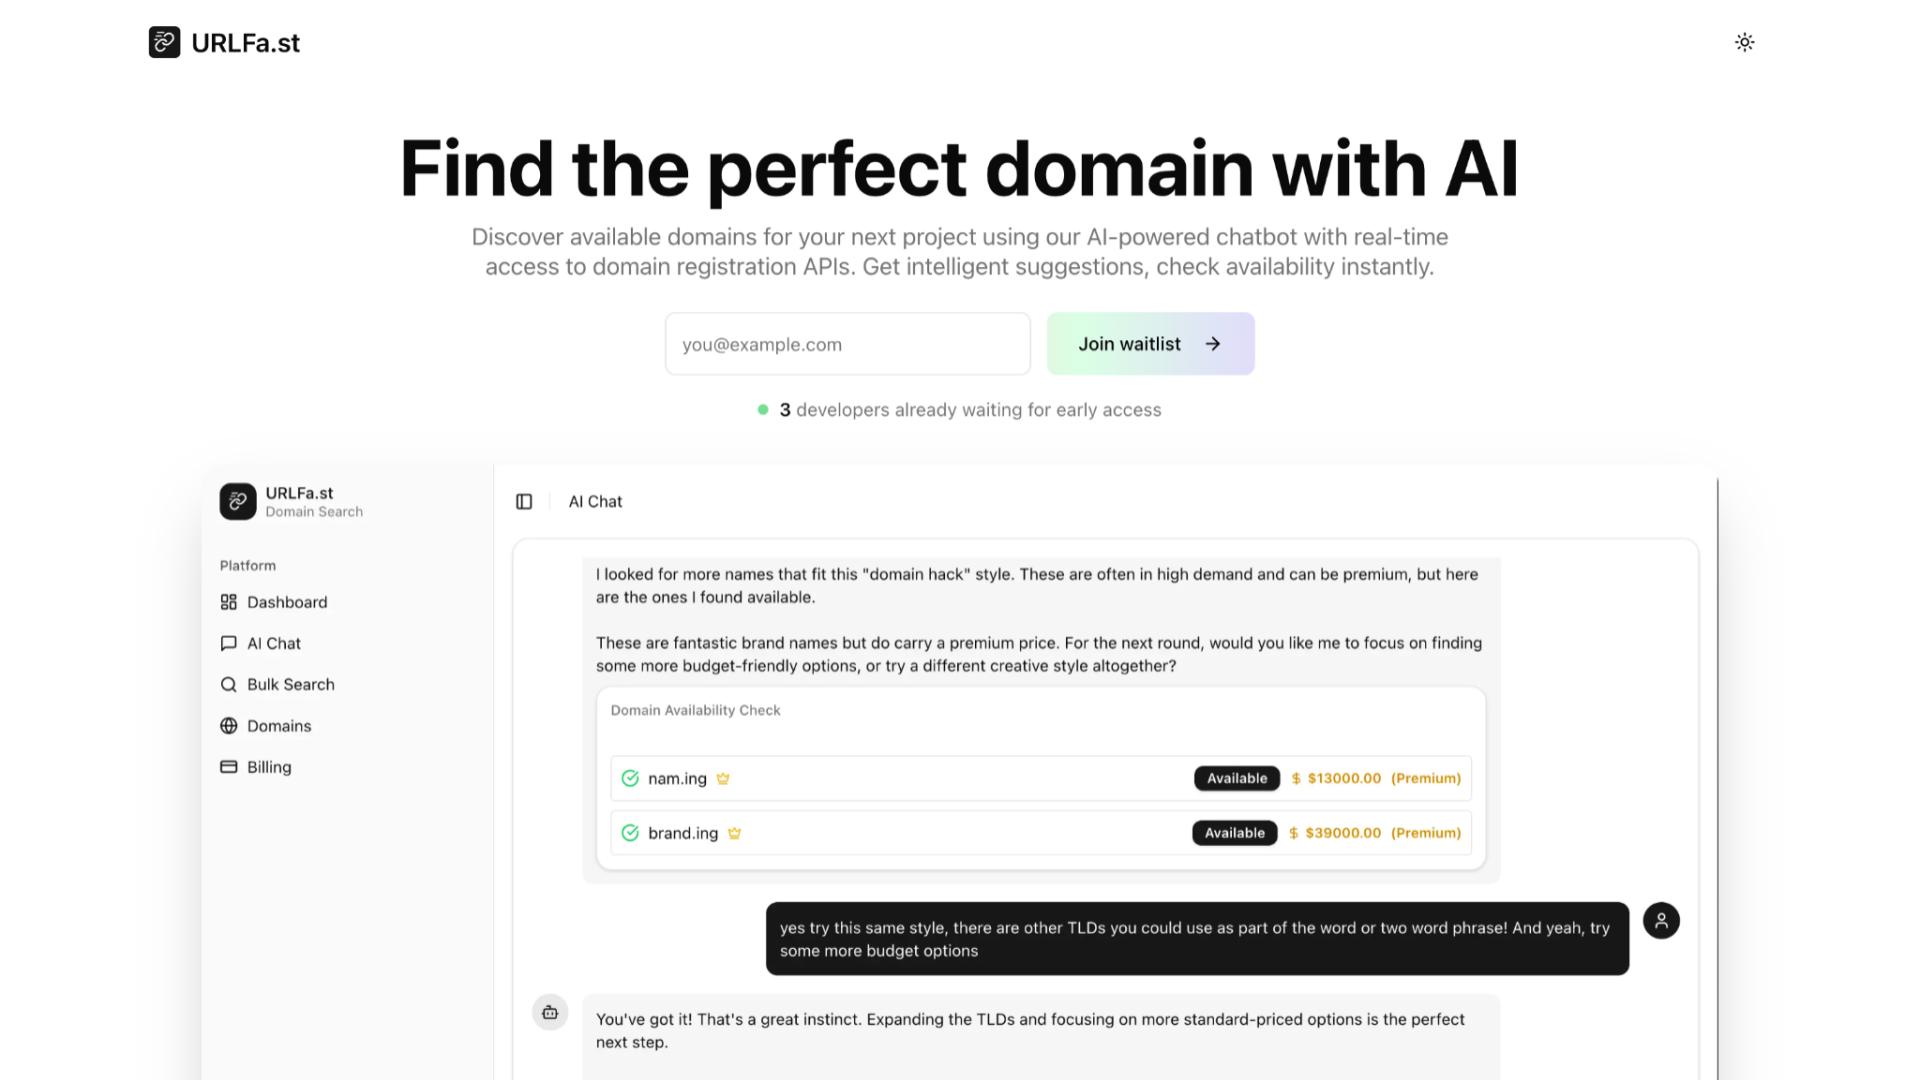 URLFa.st
Find the perfect domain with AI
Discover available domains for your next project using our AI-powered chatbot with real-time
access to domain registration APIs. Get intelligent suggestions, check availability instantly.
you@example.com
Join waitlist
3 developers already waiting for early access
URLFa.st
Domain Search
Platform
Dashboard
AI Chat
Bulk Search
Domains
Billing
AI Chat
I looked for more names that fit this "domain hack" style. These are often in high demand and can be premium, but here
are the ones I found available.
These are fantastic brand names but do carry a premium price. For the next round, would you like me to focus on finding
some more budget-friendly options, or try a different creative style altogether?
Domain Availability Check
nam.ing Available $ $13000.00 (Premium)
brand.ing Available $ $39000.00 (Premium)
yes try this same style, there are other TLDs you could use as part of the word or two word phrase! And yeah, try
some more budget options
You've got it! That's a great instinct. Expanding the TLDs and focusing on more standard-priced options is the perfect
next step.